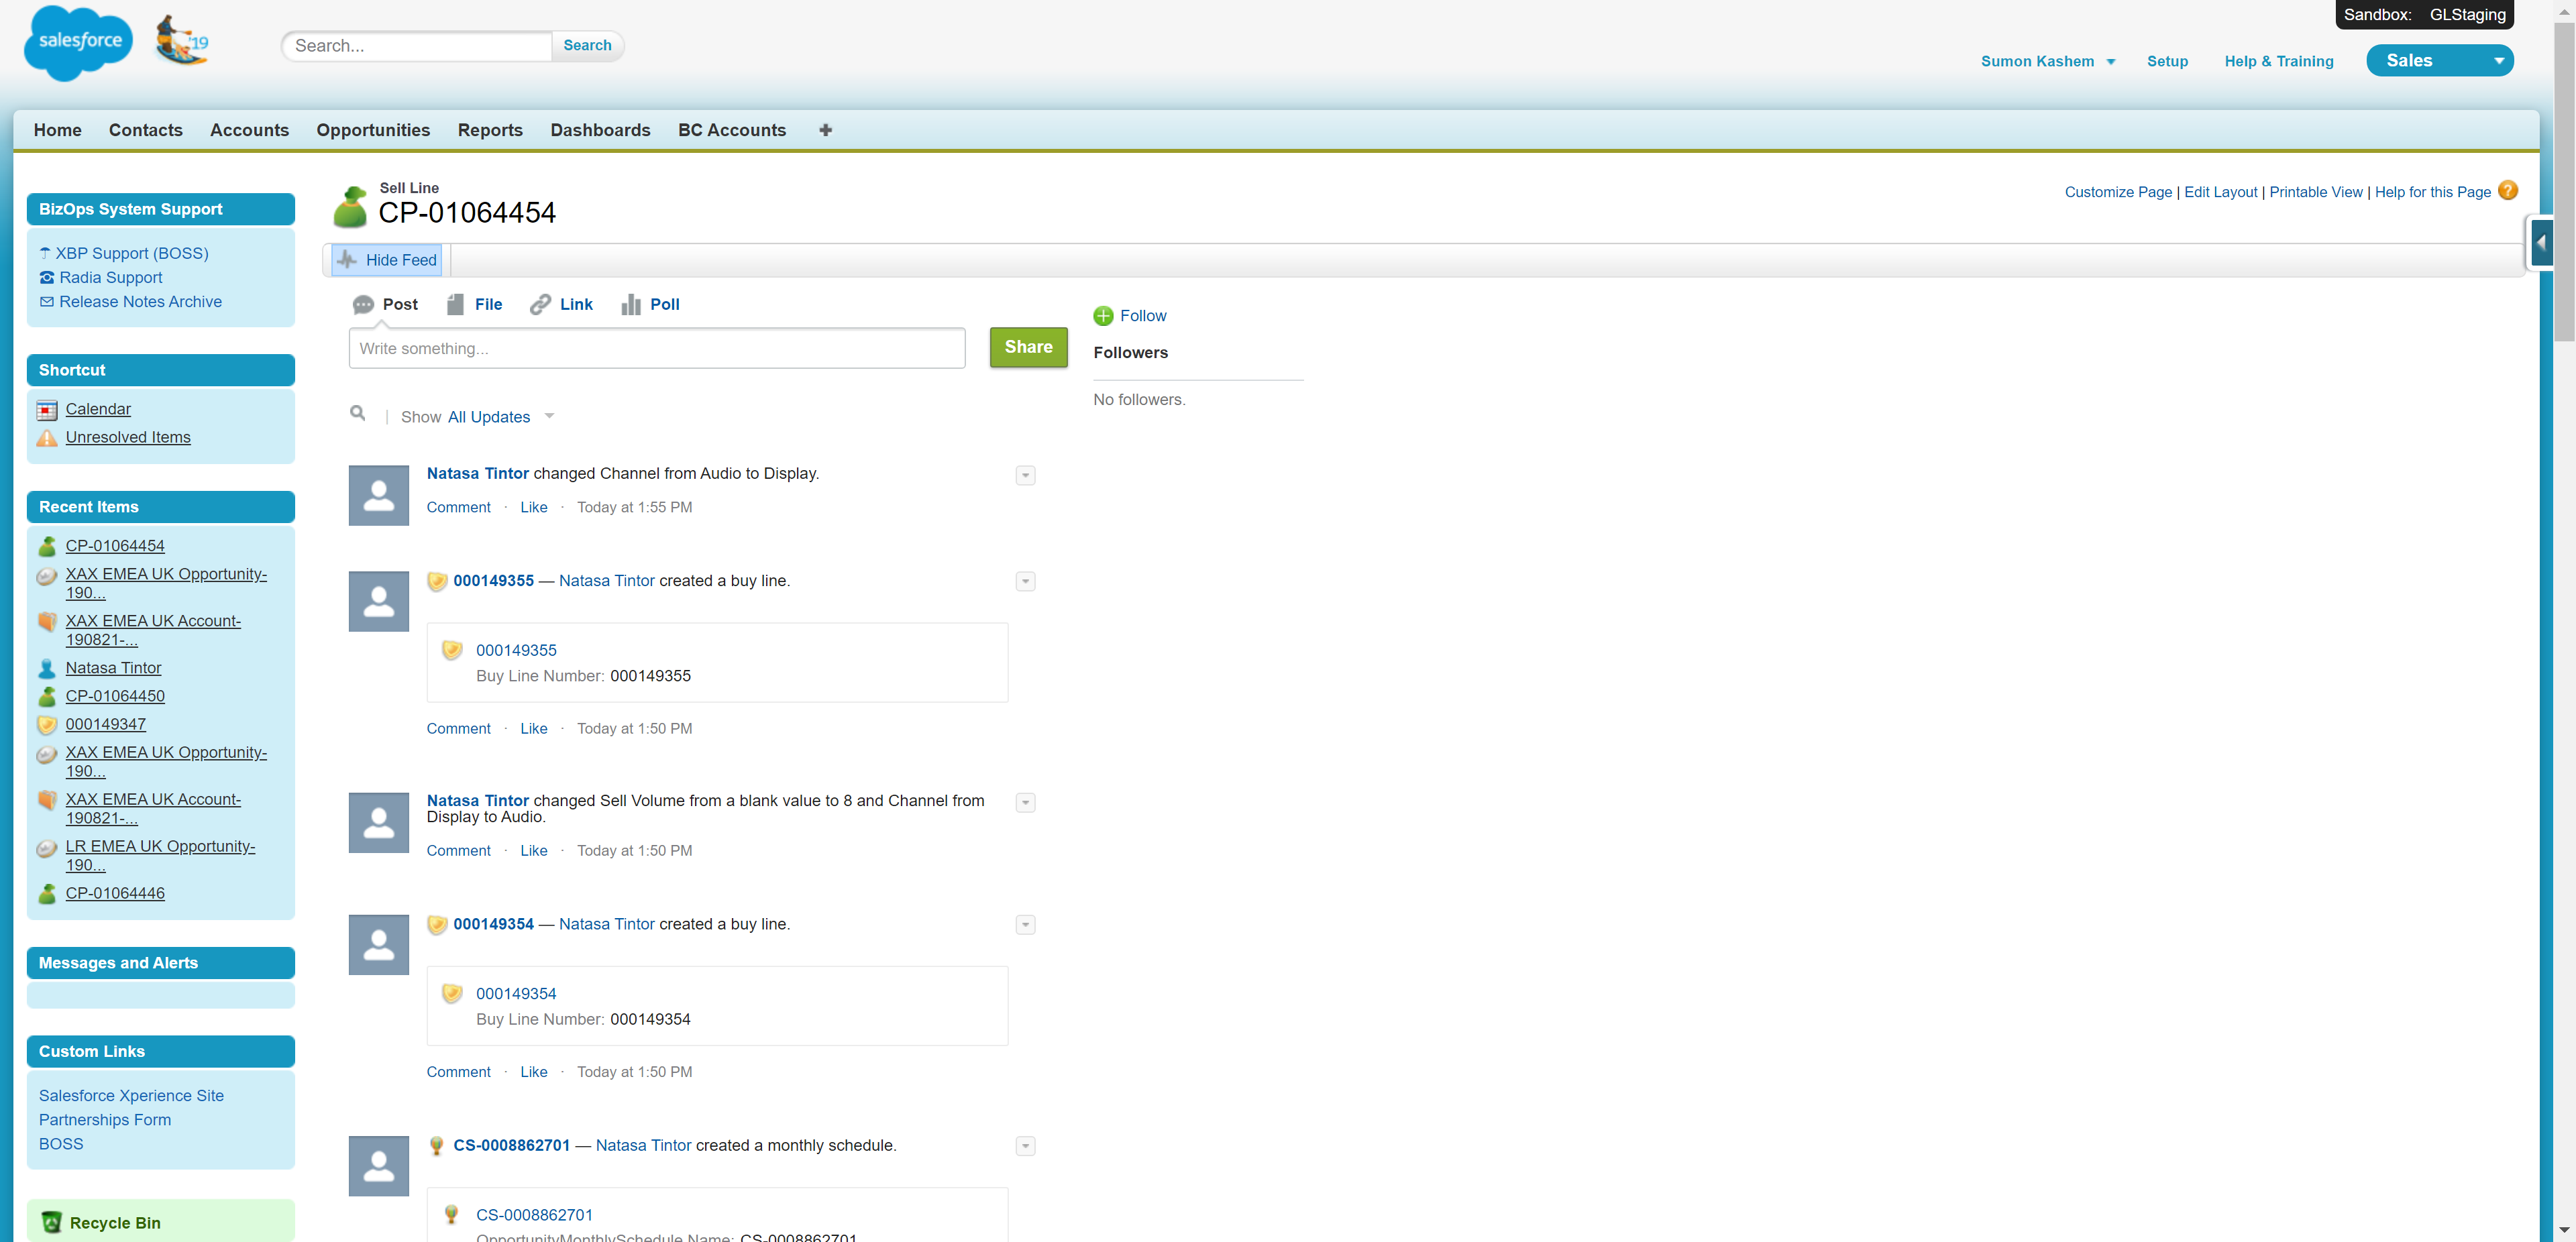 salesforce
'19
Search...
Search
Sandbox: GLStaging
Sumon Kashem
Setup
Help & Training
Sales
Home
Contacts
Accounts
Opportunities
Reports
Dashboards
BC Accounts
BizOps System Support
XBP Support (BOSS)
Radia Support
Release Notes Archive
Shortcut
Calendar
Unresolved Items
Recent Items
CP-01064454
XAX EMEA UK Opportunity-
190...
XAX EMEA UK Account-
190821-...
Natasa Tintor
CP-01064450
000149347
XAX EMEA UK Opportunity-
190...
XAX EMEA UK Account-
190821-...
LR EMEA UK Opportunity-
190...
CP-01064446
Messages and Alerts
Custom Links
Salesforce Xperience Site
Partnerships Form
BOSS
Recycle Bin
Sell Line
CP-01064454
Customize Page | Edit Layout | Printable View | Help for this Page ?
Hide Feed
Post
File
Link
Poll
Write something...
Share
Follow
Followers
No followers.
Show All Updates
Natasa Tintor changed Channel from Audio to Display.
Comment · Like · Today at 1:55 PM
000149355 — Natasa Tintor created a buy line.
000149355
Buy Line Number: 000149355
Comment · Like · Today at 1:50 PM
Natasa Tintor changed Sell Volume from a blank value to 8 and Channel from
Display to Audio.
Comment · Like · Today at 1:50 PM
000149354 — Natasa Tintor created a buy line.
000149354
Buy Line Number: 000149354
Comment · Like · Today at 1:50 PM
CS-0008862701 — Natasa Tintor created a monthly schedule.
CS-0008862701
OpportunityMonthlySchedule Name: CS-0008862701